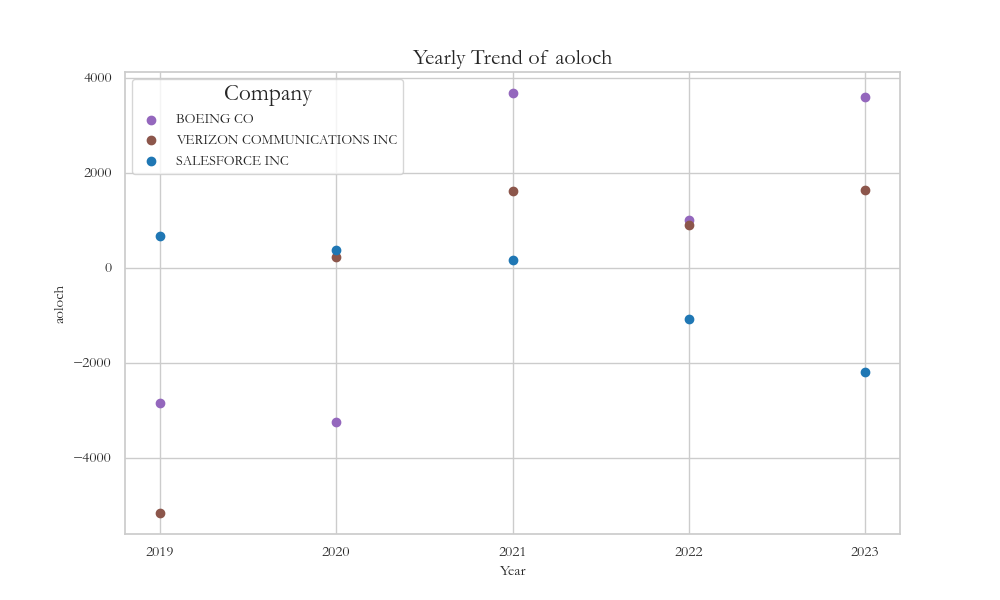 Yearly Trend of aoloch
Company
BOEING CO
VERIZON COMMUNICATIONS INC
SALESFORCE INC
4000
2000
0
−2000
−4000
aoloch
2019 2020 2021 2022 2023
Year